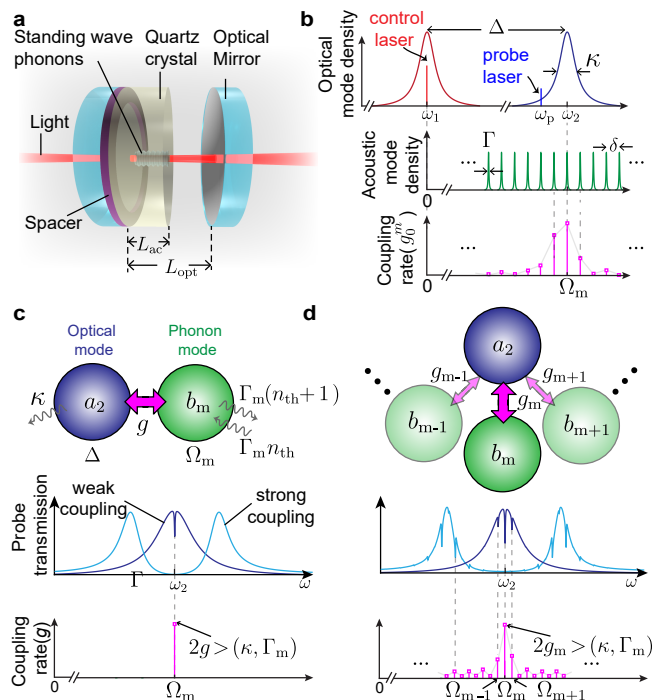 a
Standing wave
phonons
Quartz
crystal
Optical
Mirror
Light
Spacer
L_ac
L_opt
b
Optical
mode density
control
laser
Δ
probe
laser
κ
ω_1
ω_p
ω_2
Acoustic mode
density
Γ
δ
...
...
0
Coupling
rate(g_0^m)
...
...
0
Ω_m
c
Optical
mode
Phonon
mode
κ
a_2
g
b_m
Γ_m(n_th+1)
Γ_m n_th
Δ
Ω_m
Probe
transmission
weak
coupling
strong
coupling
Γ
ω_2
ω
Coupling
rate(g)
2g>(κ,Γ_m)
0
Ω_m
d
a_2
g_m-1
g_m
g_m+1
b_m-1
b_m
b_m+1
0
ω_2
ω
2g_m>(κ,Γ_m)
...
...
0
Ω_m-1
Ω_m
Ω_m+1